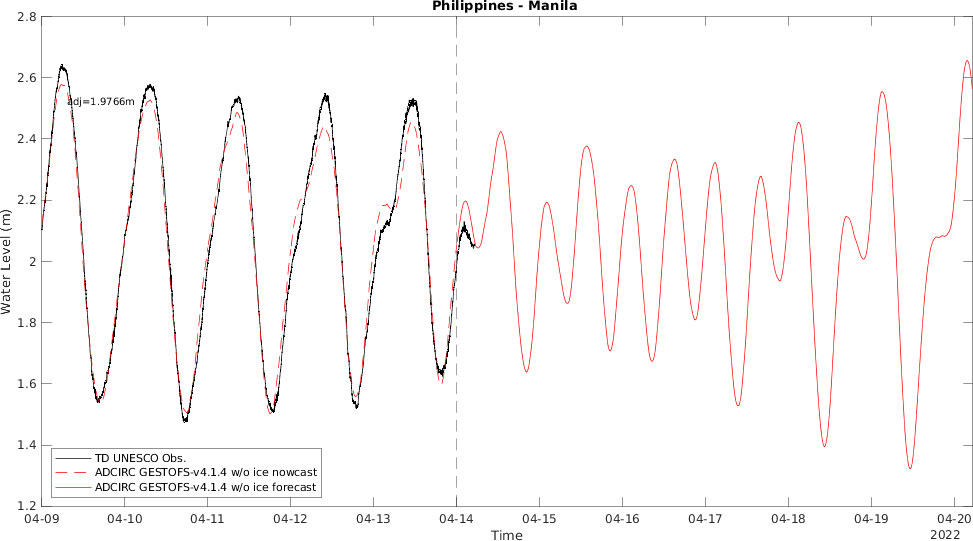 Philippines - Manila
2.8
2.6
2.4
2.2
2
1.8
1.6
1.4
1.2
Water Level (m)
adj=1.9766m
TD UNESCO Obs.
ADCIRC GESTOFS-v4.1.4 w/o ice nowcast
ADCIRC GESTOFS-v4.1.4 w/o ice forecast
04-09 04-10 04-11 04-12 04-13 04-14 04-15 04-16 04-17 04-18 04-19 04-20
Time
2022